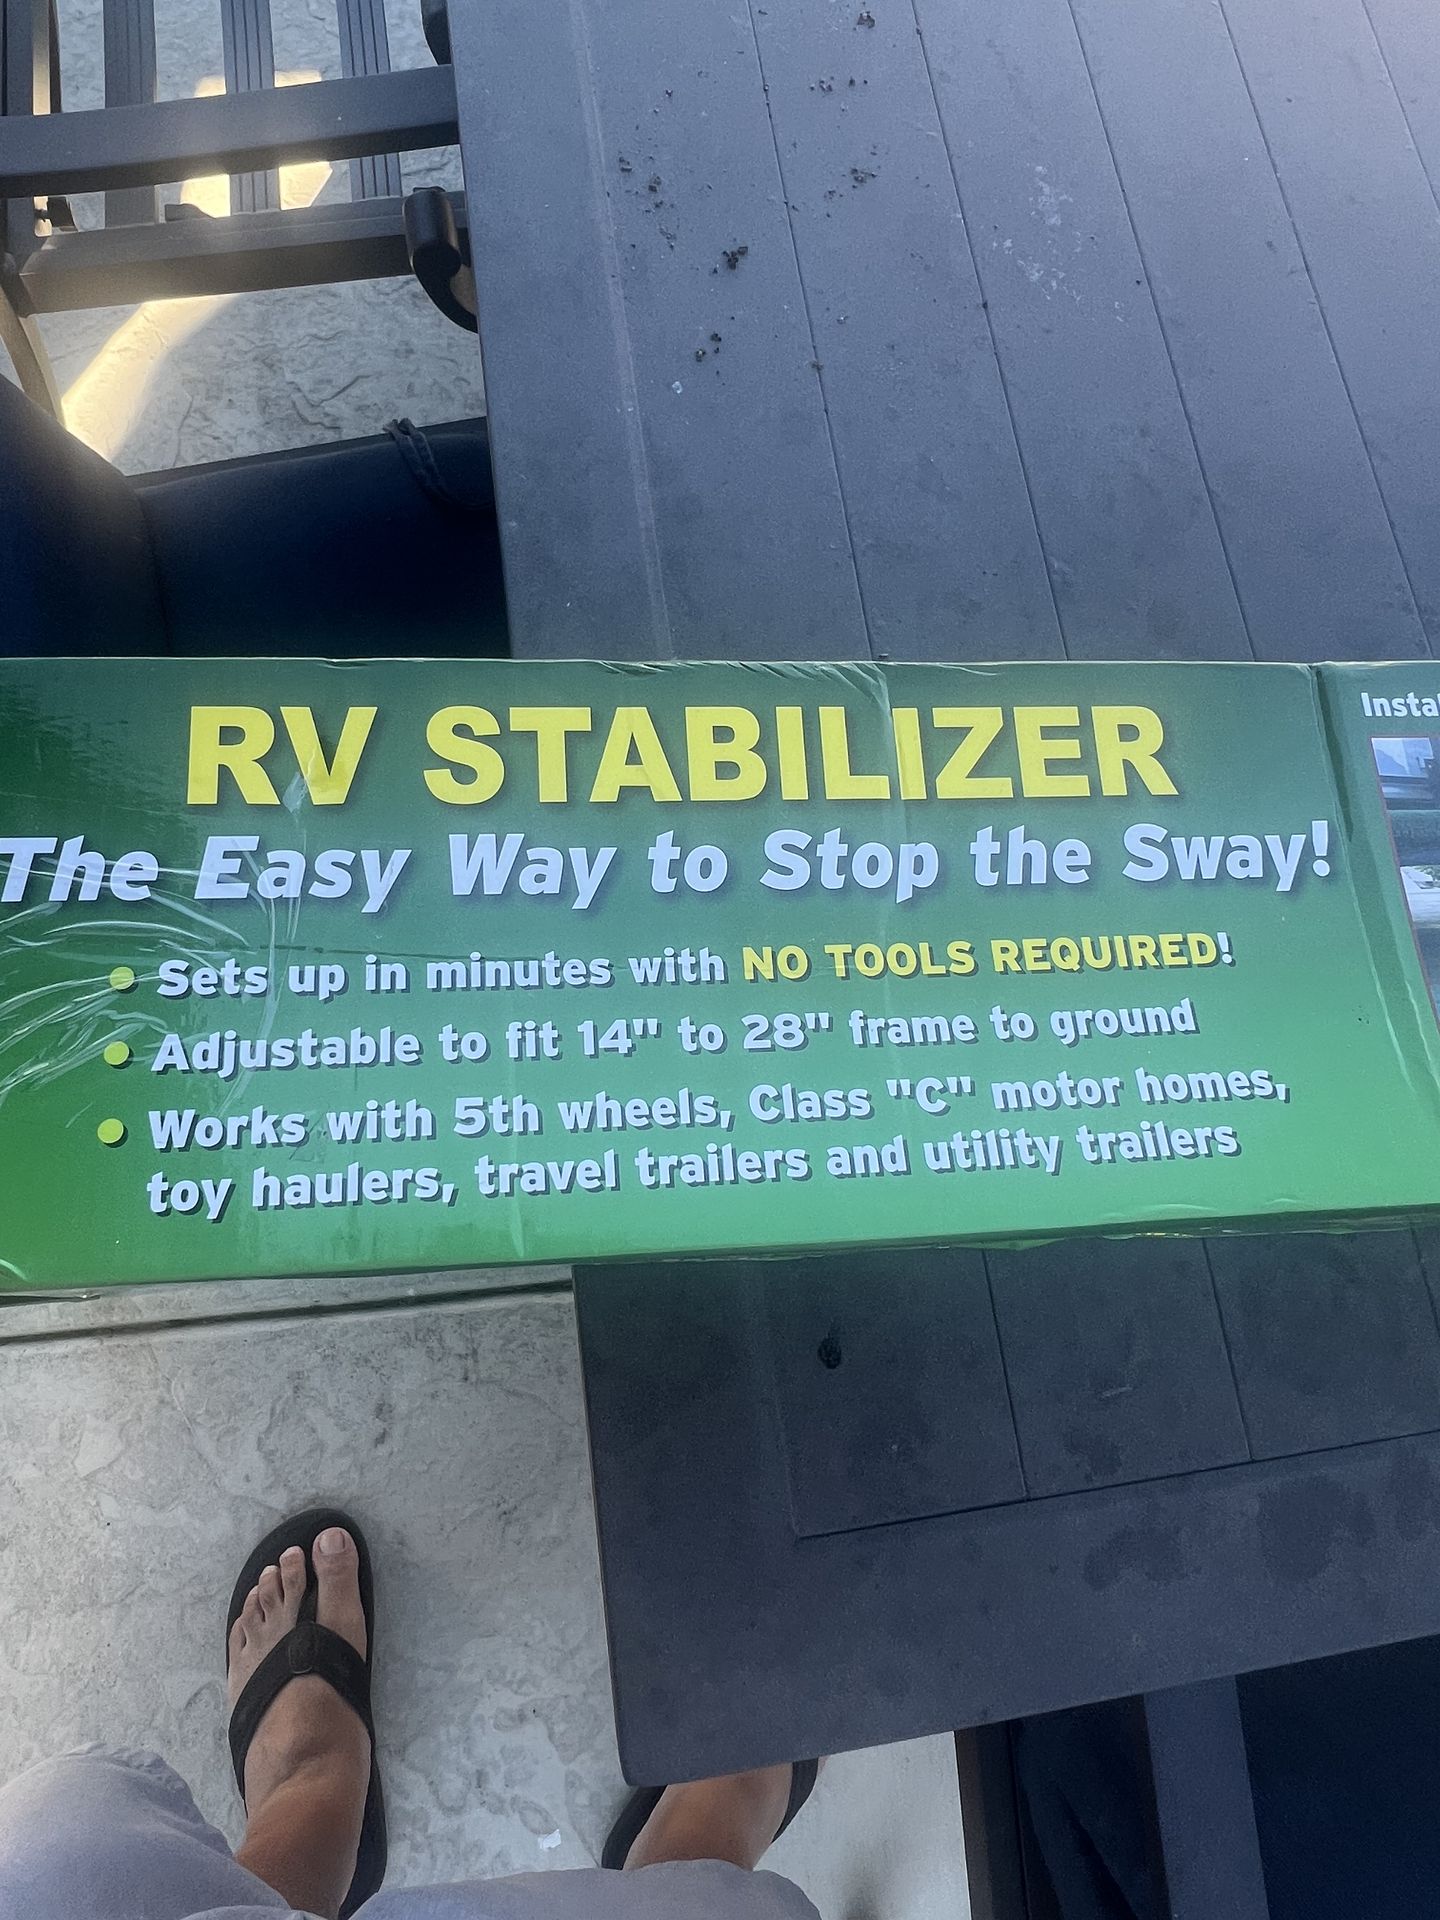 RV STABILIZER
The Easy Way to Stop the Sway!
Sets up in minutes with NO TOOLS REQUIRED!
Adjustable to fit 14" to 28" frame to ground
Works with 5th wheels, Class "C" motor homes,
toy haulers, travel trailers and utility trailers